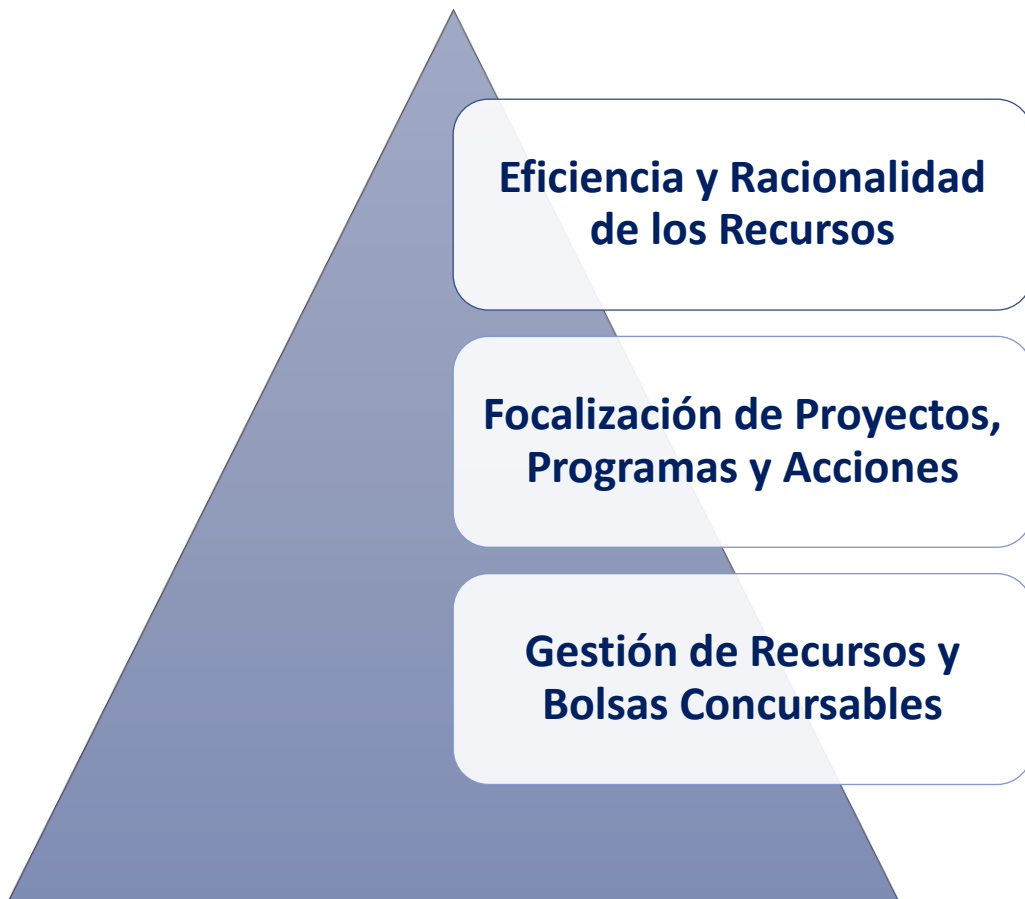 Eficiencia y Racionalidad
de los Recursos
Focalización de Proyectos,
Programas y Acciones
Gestión de Recursos y
Bolsas Concursables